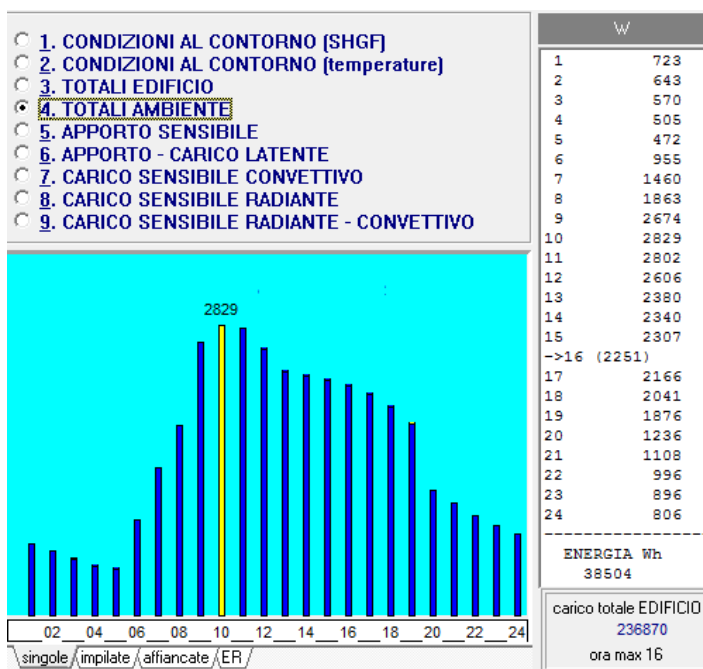 1. CONDIZIONI AL CONTORNO (SHGF)
2. CONDIZIONI AL CONTORNO (temperature)
3. TOTALI EDIFICIO
4. TOTALI AMBIENTE
5. APPORTO SENSIBILE
6. APPORTO - CARICO LATENTE
7. CARICO SENSIBILE CONVETTIVO
8. CARICO SENSIBILE RADIANTE
9. CARICO SENSIBILE RADIANTE - CONVETTIVO
2829
02 04 06 08 10 12 14 16 18 20 22 24
singole / impilate / affiancate / ER /
W
1 723
2 643
3 570
4 505
5 472
6 955
7 1460
8 1863
9 2674
10 2829
11 2802
12 2606
13 2380
14 2340
15 2307
->16 (2251)
17 2166
18 2041
19 1876
20 1236
21 1108
22 996
23 896
24 806
-----------------
ENERGIA Wh
38504
carico totale EDIFICIO
236870
ora max 16